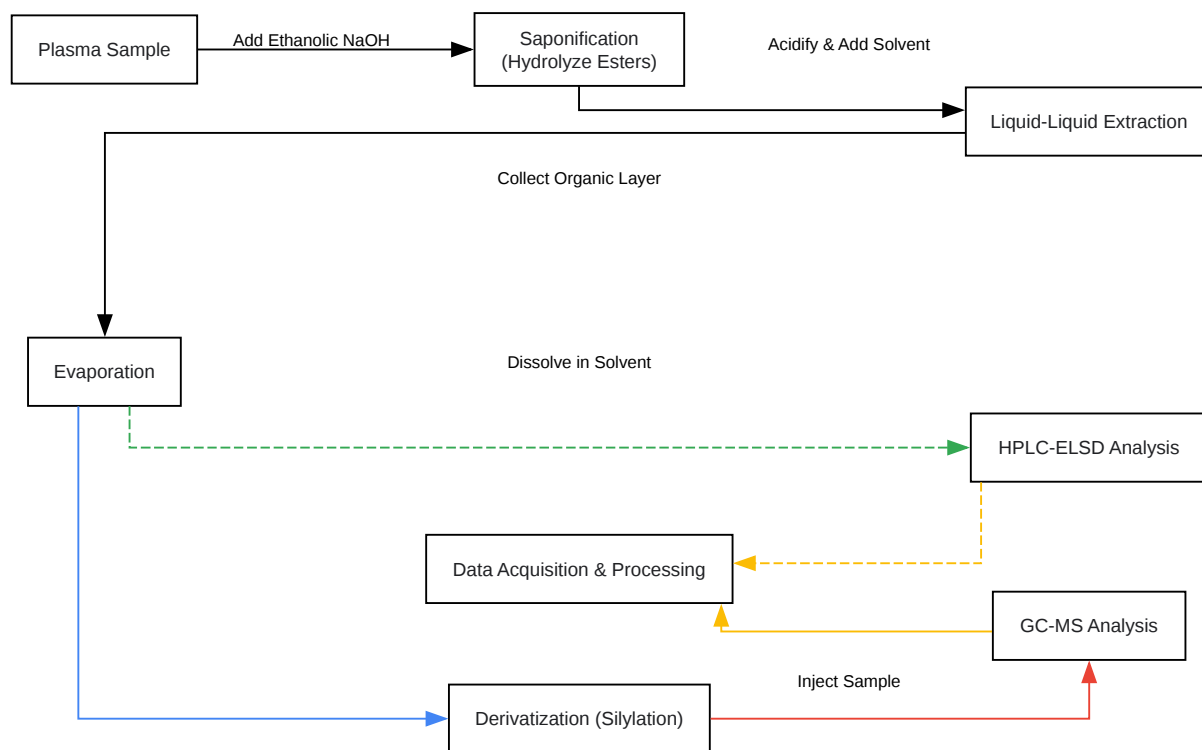 Plasma Sample
Add Ethanolic NaOH
Saponification
(Hydrolyze Esters)
Acidify & Add Solvent
Liquid-Liquid Extraction
Collect Organic Layer
Evaporation
Dissolve in Solvent
HPLC-ELSD Analysis
Data Acquisition & Processing
GC-MS Analysis
Inject Sample
Derivatization (Silylation)